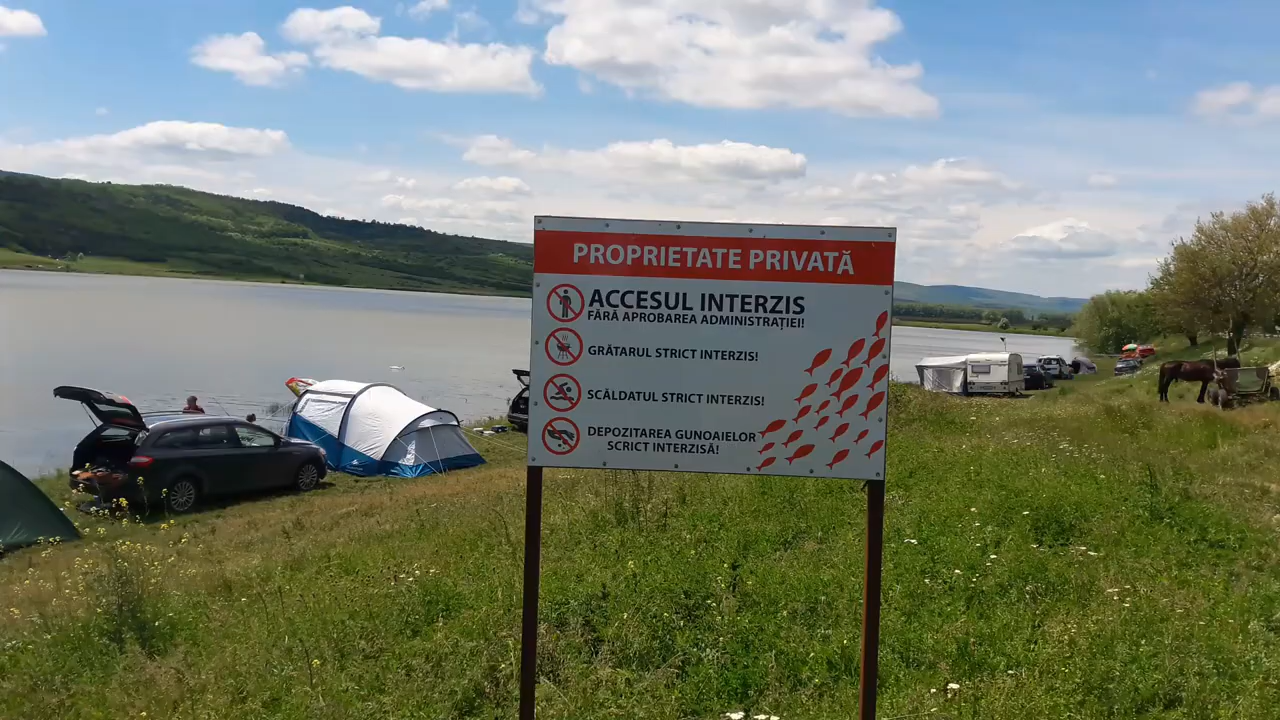 PROPRIETATE PRIVATĂ
ACCESUL INTERZIS
FĂRĂ APROBAREA ADMINISTRAȚIEI!
GRĂTARUL STRICT INTERZIS!
SCĂLDATUL STRICT INTERZIS!
DEPOZITAREA GUNOAIELOR
SCRICT INTERZISĂ!